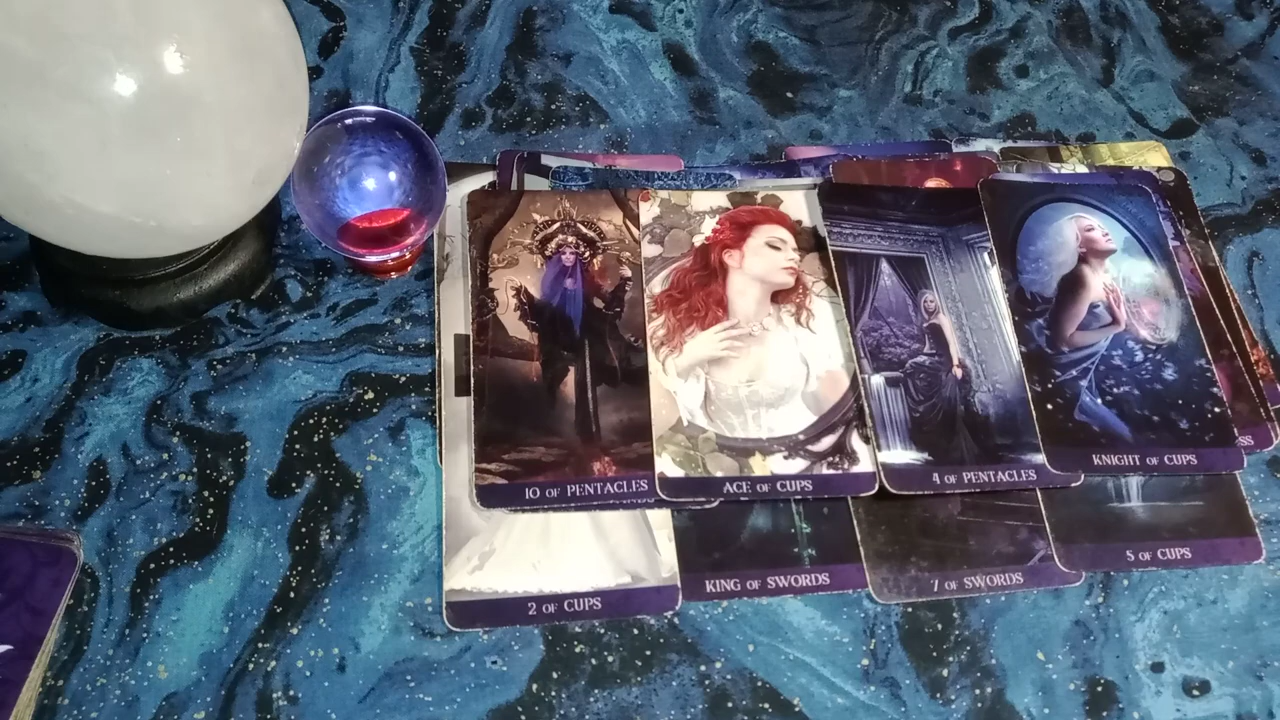 10 OF PENTACLES
ACE OF CUPS
4 OF PENTACLES
KNIGHT OF CUPS
SS
2 OF CUPS
KING OF SWORDS
7 OF SWORDS
5 OF CUPS